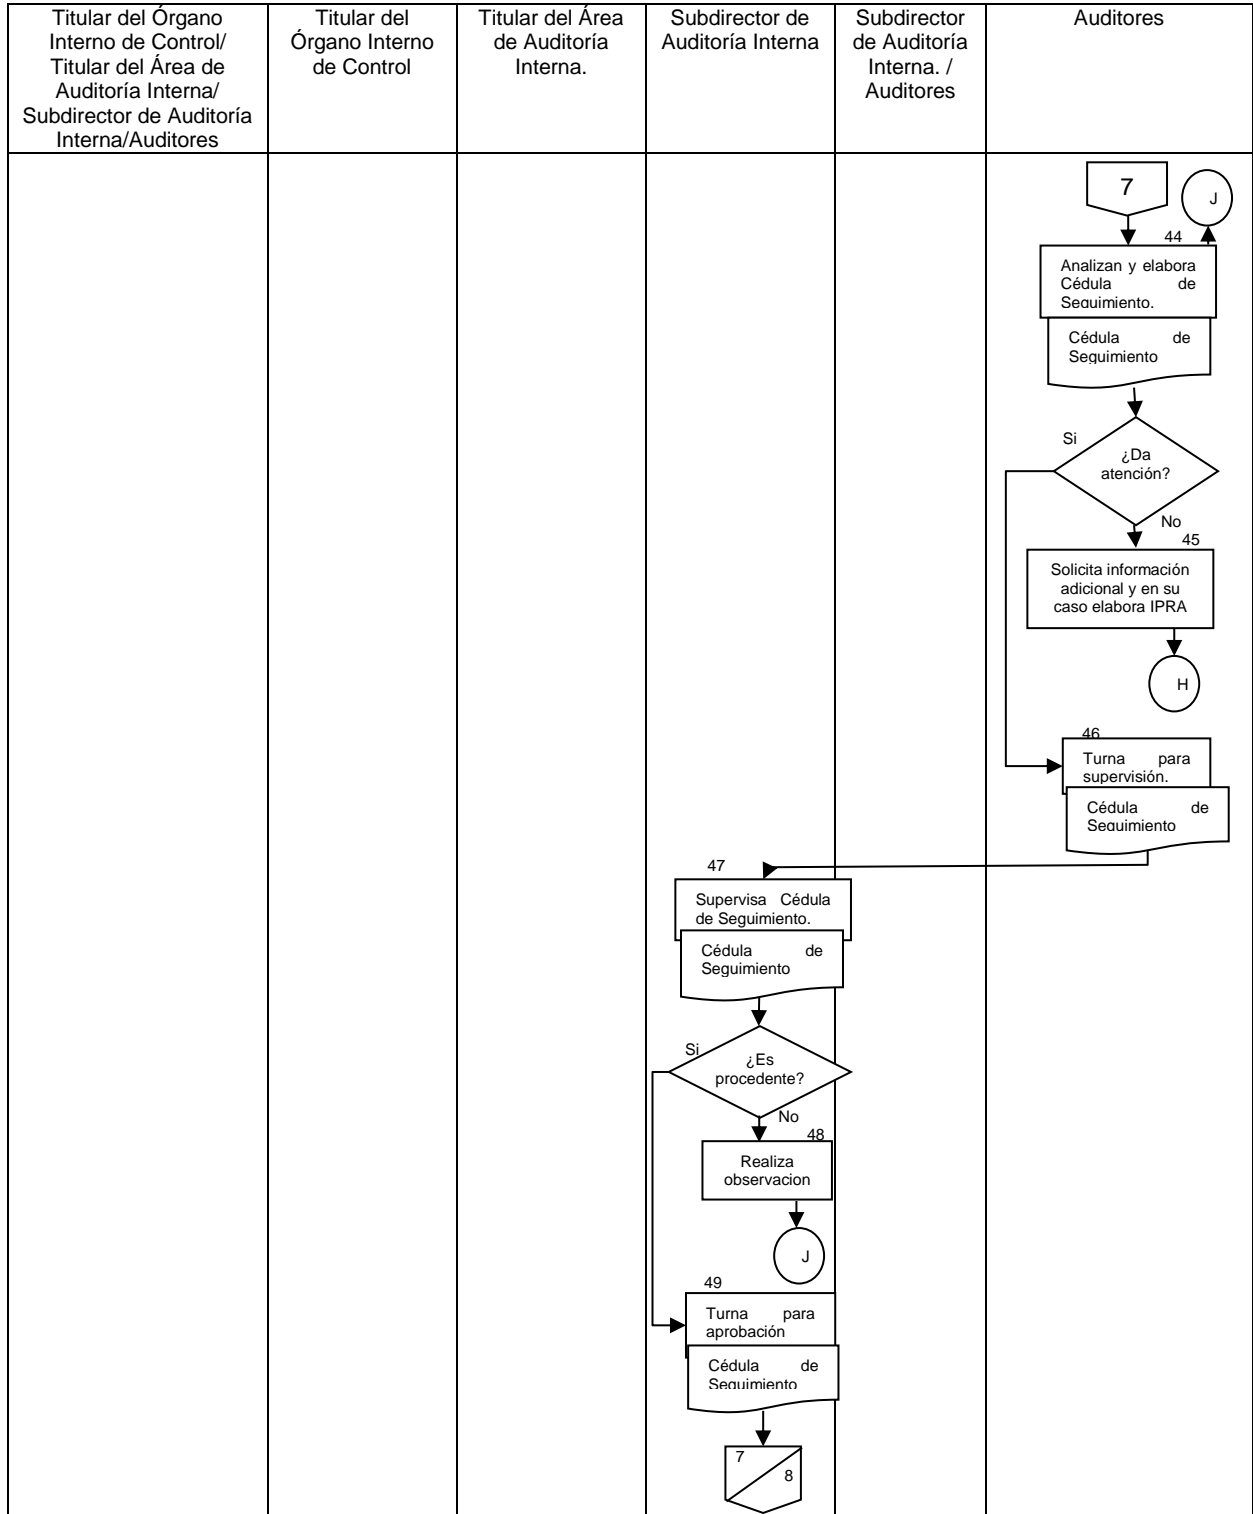 Titular del Órgano
Interno de Control/
Titular del Área de
Auditoría Interna/
Subdirector de Auditoría
Interna/Auditores
Titular del
Órgano Interno
de Control
Titular del Área
de Auditoría
Interna.
Subdirector de
Auditoría Interna
Subdirector
de Auditoría
Interna. /
Auditores
Auditores
7
J
44
Analizan y elabora
Cédula de
Seguimiento.
Cédula de
Seguimiento
Si
¿Da
atención?
No
45
Solicita información
adicional y en su
caso elabora IPRA
H
46
Turna para
supervisión.
Cédula de
Seguimiento
47
Supervisa Cédula
de Seguimiento.
Cédula de
Seguimiento
Si
¿Es
procedente?
No
48
Realiza
observacion
J
49
Turna para
aprobación
Cédula de
Seguimiento
7
8